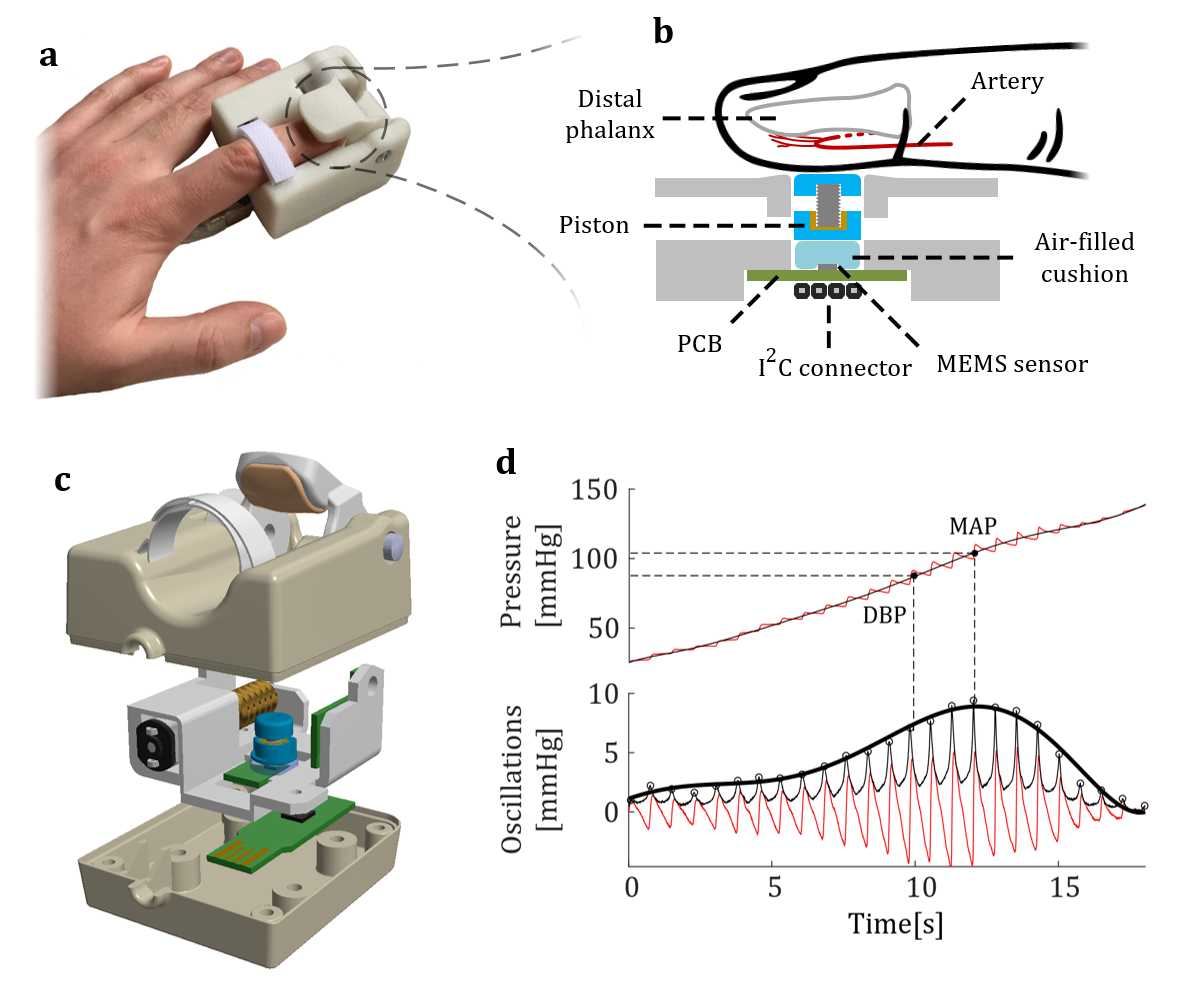 a
b
Distal
phalanx
Artery
Piston
Air-filled
cushion
PCB
I²C connector
MEMS sensor
c
d
Pressure
[mmHg]
150
100
50
MAP
DBP
Oscillations
[mmHg]
10
5
0
0
5
10
15
Time[s]